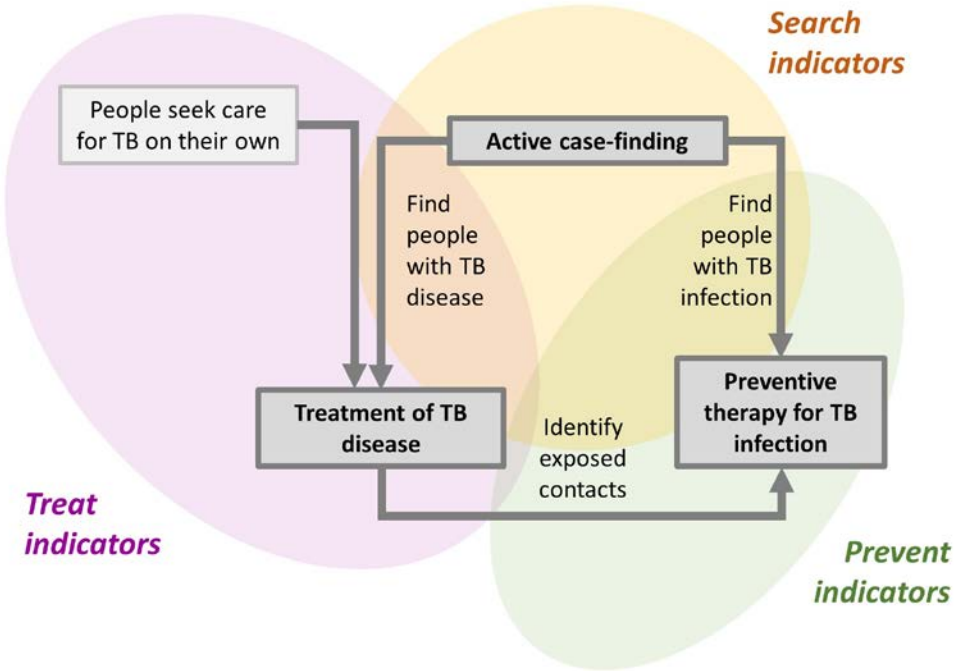 Search
indicators
People seek care
for TB on their own
Active case-finding
Find
people
with TB
disease
Find
people
with TB
infection
Treatment of TB
disease
Identify
exposed
contacts
Preventive
therapy for TB
infection
Treat
indicators
Prevent
indicators